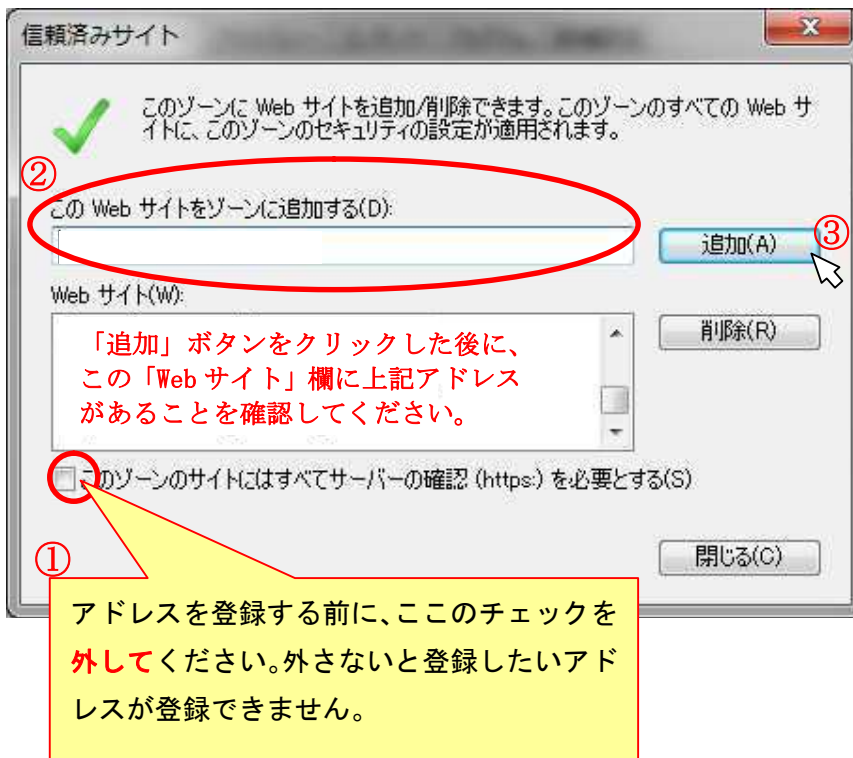 信頼済みサイト
このゾーンに Web サイトを追加/削除できます。このゾーンのすべての Web サ
イトに、このゾーンのセキュリティの設定が適用されます。
②
この Web サイトをゾーンに追加する(D):
追加(A)
③
Web サイト(W):
「追加」ボタンをクリックした後に、
この「Web サイト」欄に上記アドレス
があることを確認してください。
削除(R)
このゾーンのサイトにはすべてサーバーの確認 (https:) を必要とする(S)
①
閉じる(C)
アドレスを登録する前に、ここのチェックを
外してください。外さないと登録したいアド
レスが登録できません。